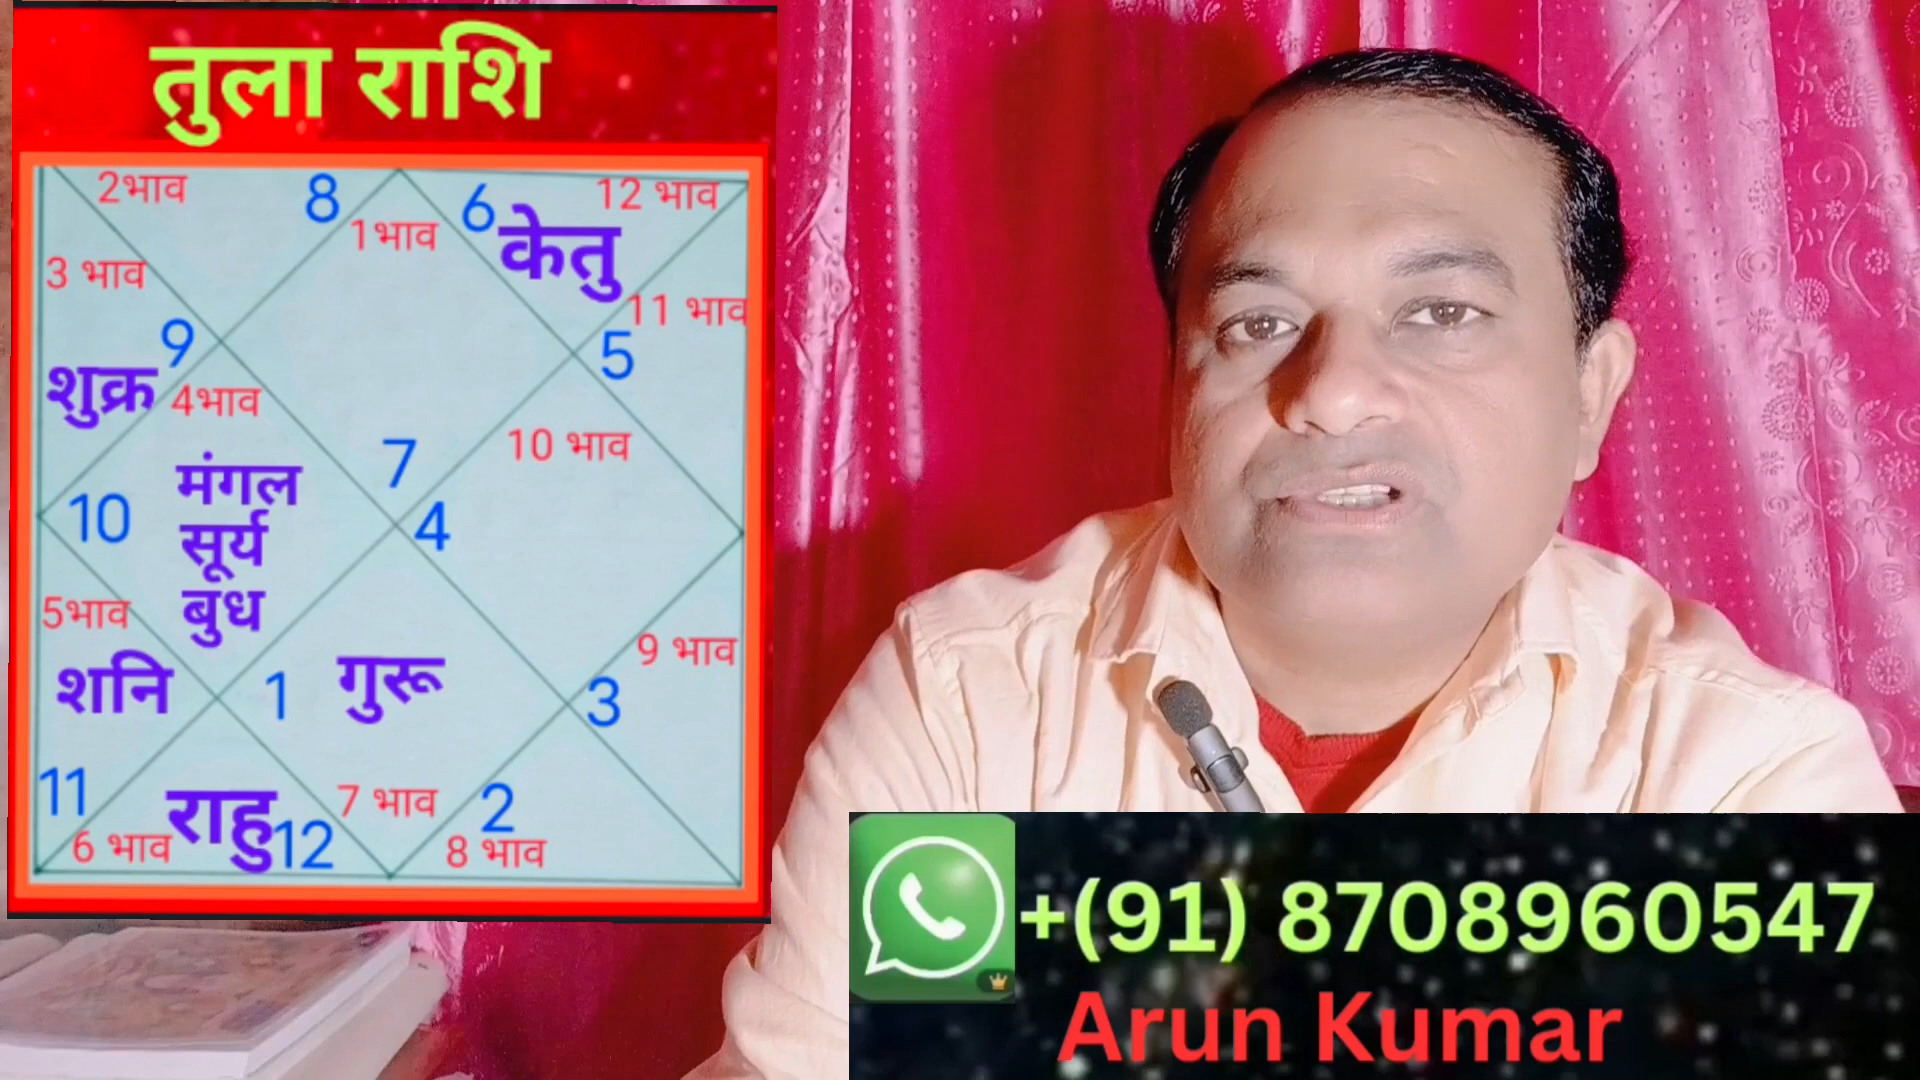 तुला राशि
2भाव
8
6
12 भाव
1भाव
केतु
3 भाव
11 भाव
9
5
शुक्र
4भाव
10 भाव
7
मंगल
10
सूर्य
4
बुध
5भाव
9 भाव
शनि
1
गुरू
3
11
राहु
7 भाव
2
6 भाव
12
8 भाव
+(91) 8708960547
Arun Kumar